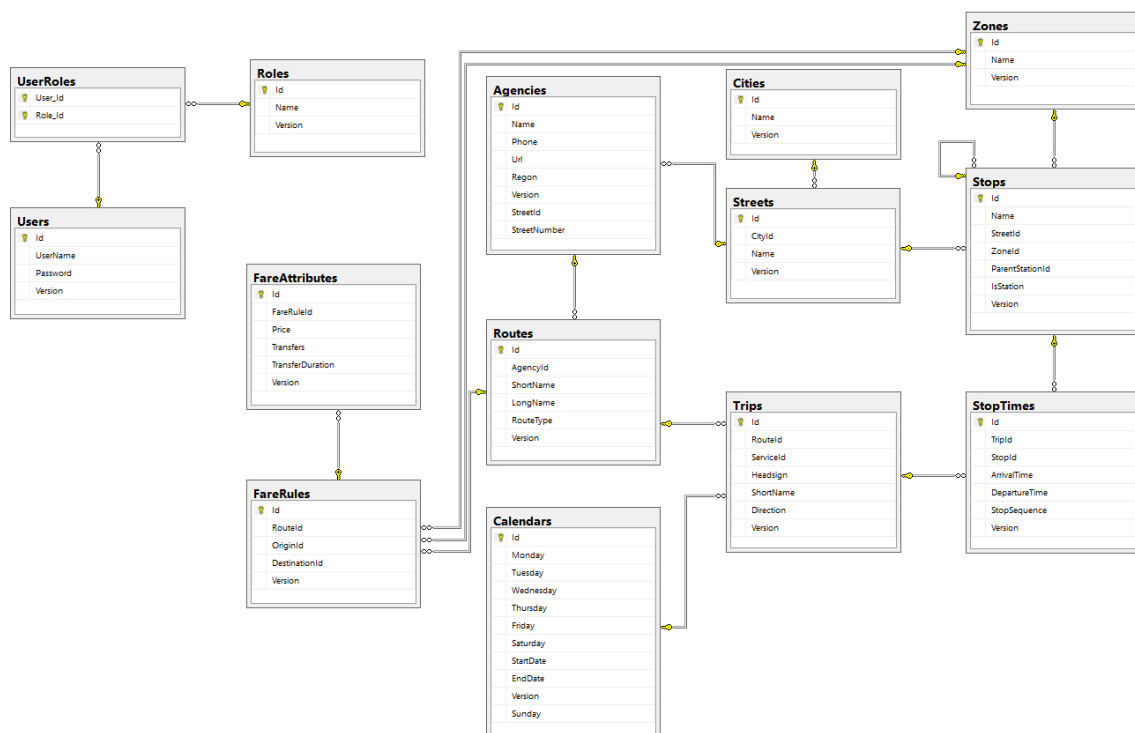 UserRoles
User_Id
Role_Id
Roles
Id
Name
Version
Users
Id
UserName
Password
Version
FareAttributes
Id
FareRuleId
Price
Transfers
TransferDuration
Version
FareRules
Id
RouteId
OriginId
DestinationId
Version
Agencies
Id
Name
Phone
Url
Regon
Version
StreetId
StreetNumber
Routes
Id
AgencyId
ShortName
LongName
RouteType
Version
Calendars
Id
Monday
Tuesday
Wednesday
Thursday
Friday
Saturday
StartDate
EndDate
Version
Sunday
Cities
Id
Name
Version
Streets
Id
CityId
Name
Version
Trips
Id
RouteId
ServiceId
Headsign
ShortName
Direction
Version
Zones
Id
Name
Version
Stops
Id
Name
StreetId
ZoneId
ParentStationId
IsStation
Version
StopTimes
Id
TripId
StopId
ArrivalTime
DepartureTime
StopSequence
Version